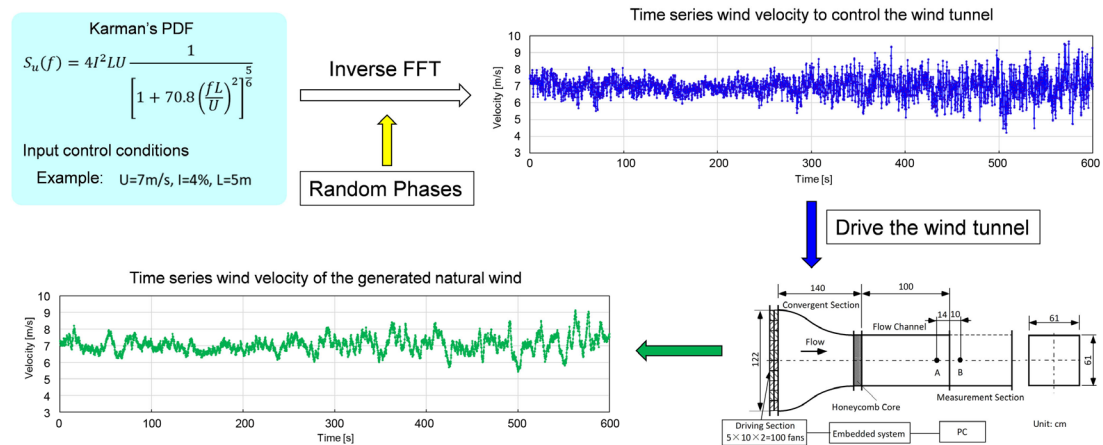 Karman's PDF
S_u(f) = 4I²LU 1 / [1 + 70.8(fL/U)²]^(5/6)
Input control conditions
Example: U=7m/s, I=4%, L=5m
Inverse FFT
Random Phases
Time series wind velocity to control the wind tunnel
Velocity [m/s]
10
9
8
7
6
5
4
3
0 100 200 300 400 500 600
Time [s]
Drive the wind tunnel
Time series wind velocity of the generated natural wind
Velocity [m/s]
10
9
8
7
6
5
4
3
0 100 200 300 400 500 600
Time [s]
140 100
Convergent Section
14 10
61
Flow Channel
Flow
122
A B
61
Measurement Section
Honeycomb Core
Driving Section
5×10×2=100 fans
Embedded system
PC
Unit: cm